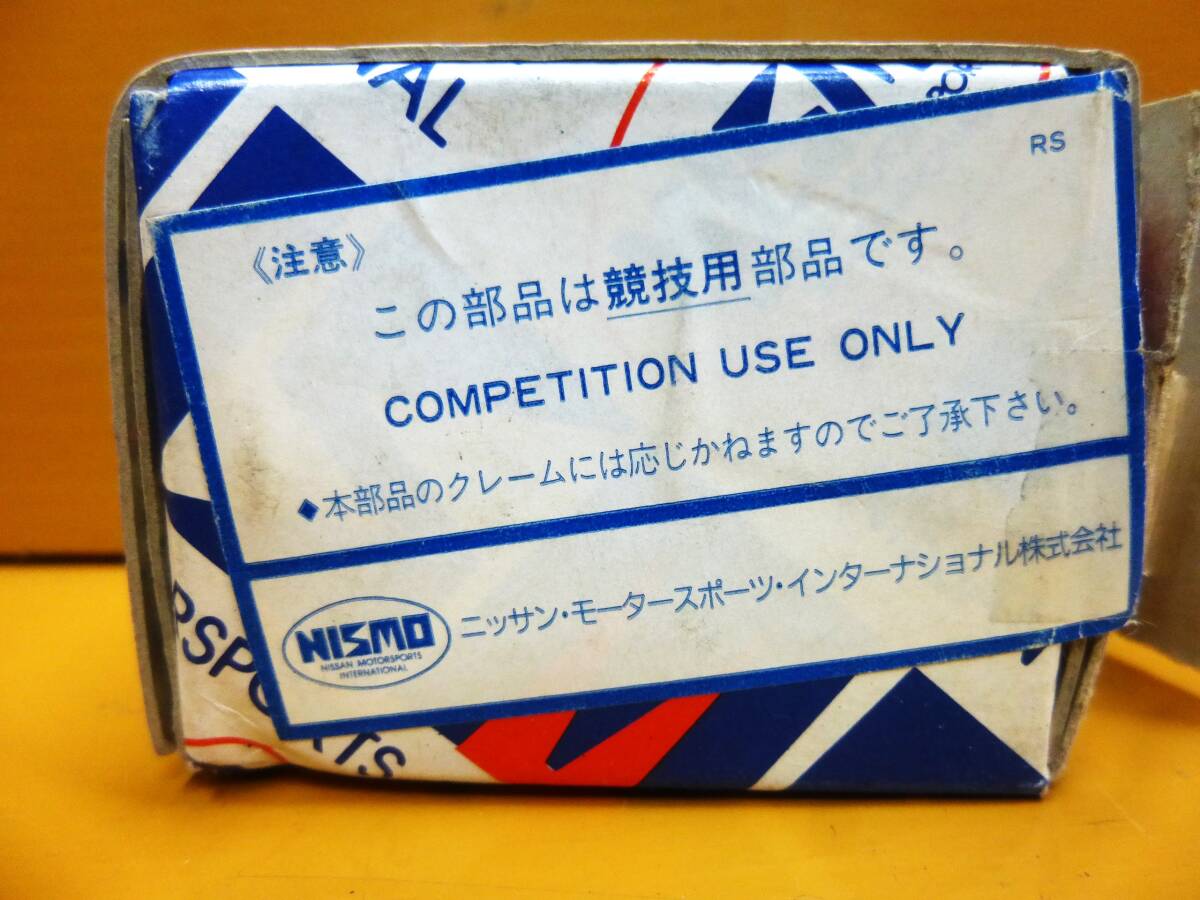 RS
《注意》
この部品は競技用部品です。
COMPETITION USE ONLY
◆本部品のクレームには応じかねますのでご了承下さい。
NISMO
NISSAN MOTORSPORTS
INTERNATIONAL
ニッサン・モータースポーツ・インターナショナル株式会社